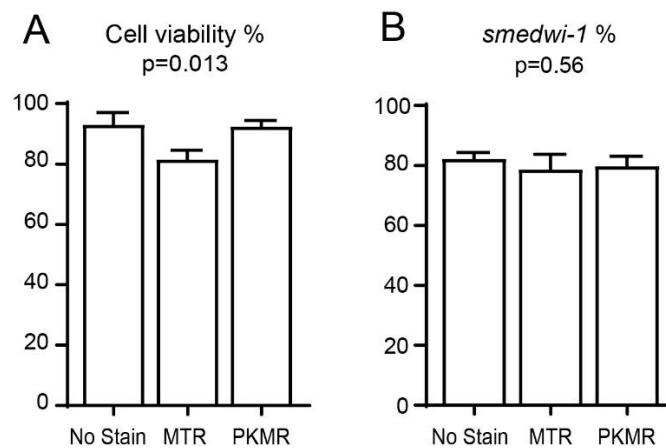 A
Cell viability %
p=0.013
100
80
60
40
20
0
No Stain MTR PKMR
B
smedwi-1 %
p=0.56
100
80
60
40
20
0
No Stain MTR PKMR